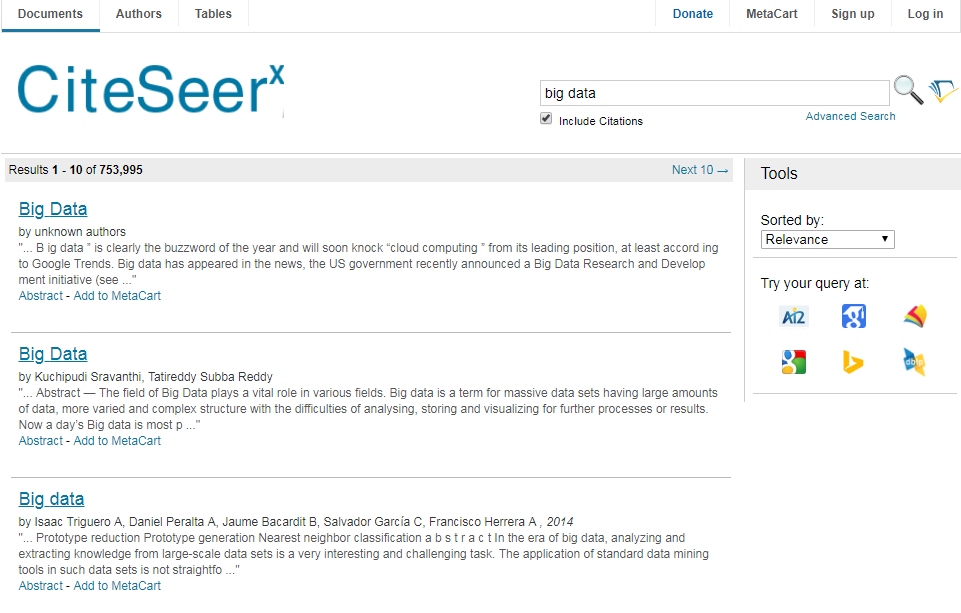 Documents Authors Tables Donate MetaCart Sign up Log in
CiteSeerx
big data
Include Citations
Advanced Search
Results 1 - 10 of 753,995 Next 10 →
Tools
Big Data
by unknown authors
"... B ig data ” is clearly the buzzword of the year and will soon knock “cloud computing ” from its leading position, at least accord ing
to Google Trends. Big data has appeared in the news, the US government recently announced a Big Data Research and Develop
ment initiative (see ..."
Abstract - Add to MetaCart
Sorted by:
Relevance
Try your query at:
AI2
g
g
dblp
Big Data
by Kuchipudi Sravanthi, Tatireddy Subba Reddy
"... Abstract — The field of Big Data plays a vital role in various fields. Big data is a term for massive data sets having large amounts
of data, more varied and complex structure with the difficulties of analysing, storing and visualizing for further processes or results.
Now a day’s Big data is most p ..."
Abstract - Add to MetaCart
Big data
by Isaac Triguero A, Daniel Peralta A, Jaume Bacardit B, Salvador García C, Francisco Herrera A , 2014
"... Prototype reduction Prototype generation Nearest neighbor classification a b s t r a c t In the era of big data, analyzing and
extracting knowledge from large-scale data sets is a very interesting and challenging task. The application of standard data mining
tools in such data sets is not straightfo ..."
Abstract - Add to MetaCart